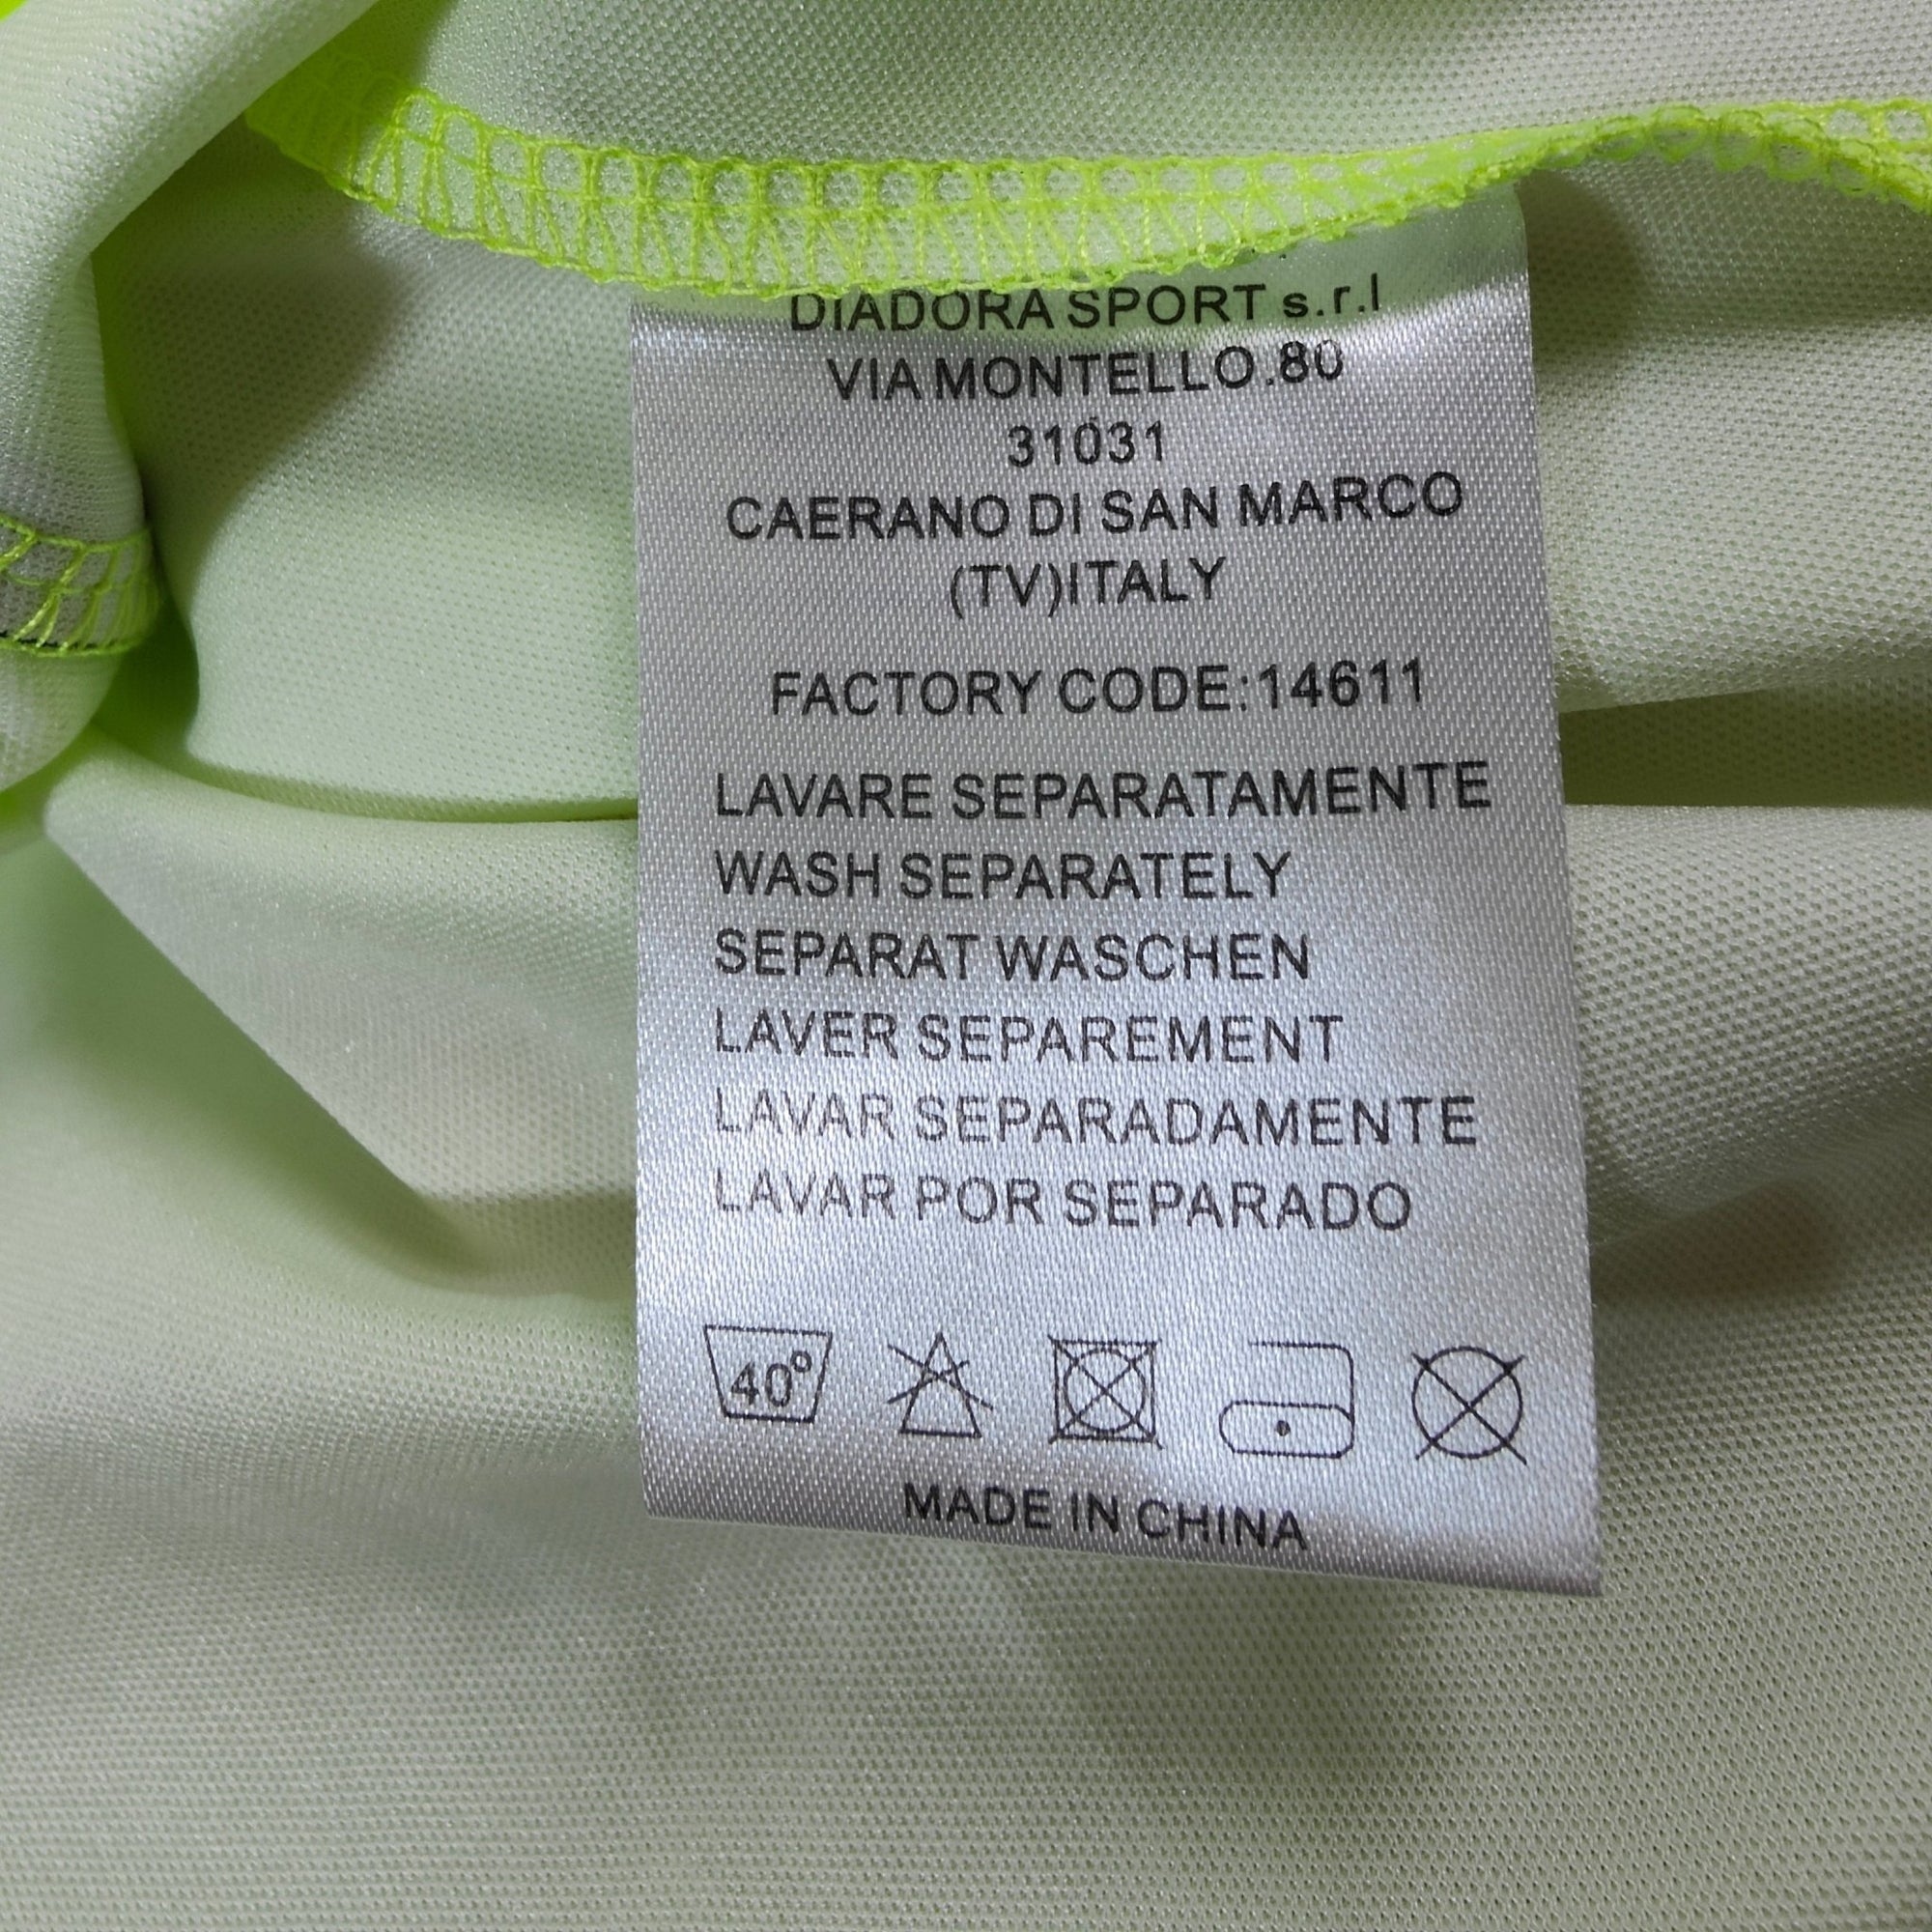 DIADORA SPORT s.r.l
VIA MONTELLO.80
31031
CAERANO DI SAN MARCO
(TV)ITALY
FACTORY CODE:14611
LAVARE SEPARATAMENTE
WASH SEPARATELY
SEPARAT WASCHEN
LAVER SEPAREMENT
LAVAR SEPARADAMENTE
LAVAR POR SEPARADO
40°
MADE IN CHINA